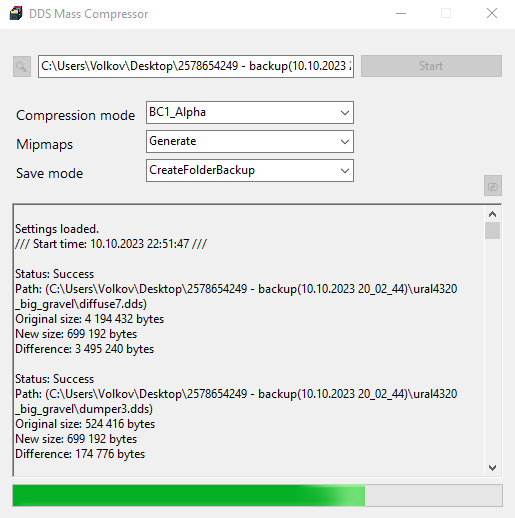 DDS Mass Compressor
C:\Users\Volkov\Desktop\2578654249 - backup(10.10.2023 2
Start
Compression mode
BC1_Alpha
Mipmaps
Generate
Save mode
CreateFolderBackup
Settings loaded.
/// Start time: 10.10.2023 22:51:47 ///
Status: Success
Path: (C:\Users\Volkov\Desktop\2578654249 - backup(10.10.2023 20_02_44)\ural4320
_big_gravel\diffuse7.dds)
Original size: 4 194 432 bytes
New size: 699 192 bytes
Difference: 3 495 240 bytes
Status: Success
Path: (C:\Users\Volkov\Desktop\2578654249 - backup(10.10.2023 20_02_44)\ural4320
_big_gravel\dumper3.dds)
Original size: 524 416 bytes
New size: 699 192 bytes
Difference: 174 776 bytes